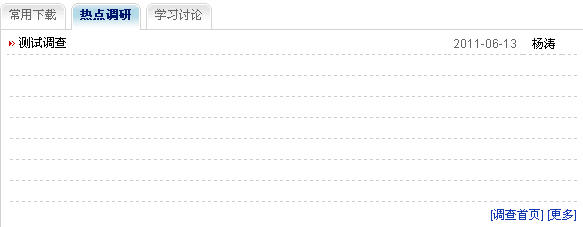 常用下载 热点调研 学习讨论
测试调查 2011-06-13 杨涛
[调查首页] [更多]